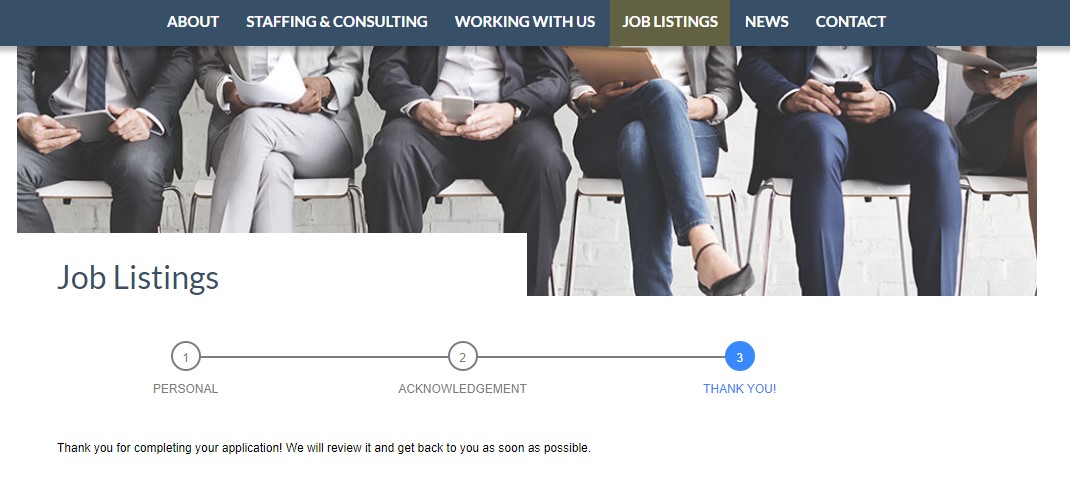 ABOUT STAFFING & CONSULTING WORKING WITH US JOB LISTINGS NEWS CONTACT
Job Listings
1 2 3
PERSONAL ACKNOWLEDGEMENT THANK YOU!
Thank you for completing your application! We will review it and get back to you as soon as possible.